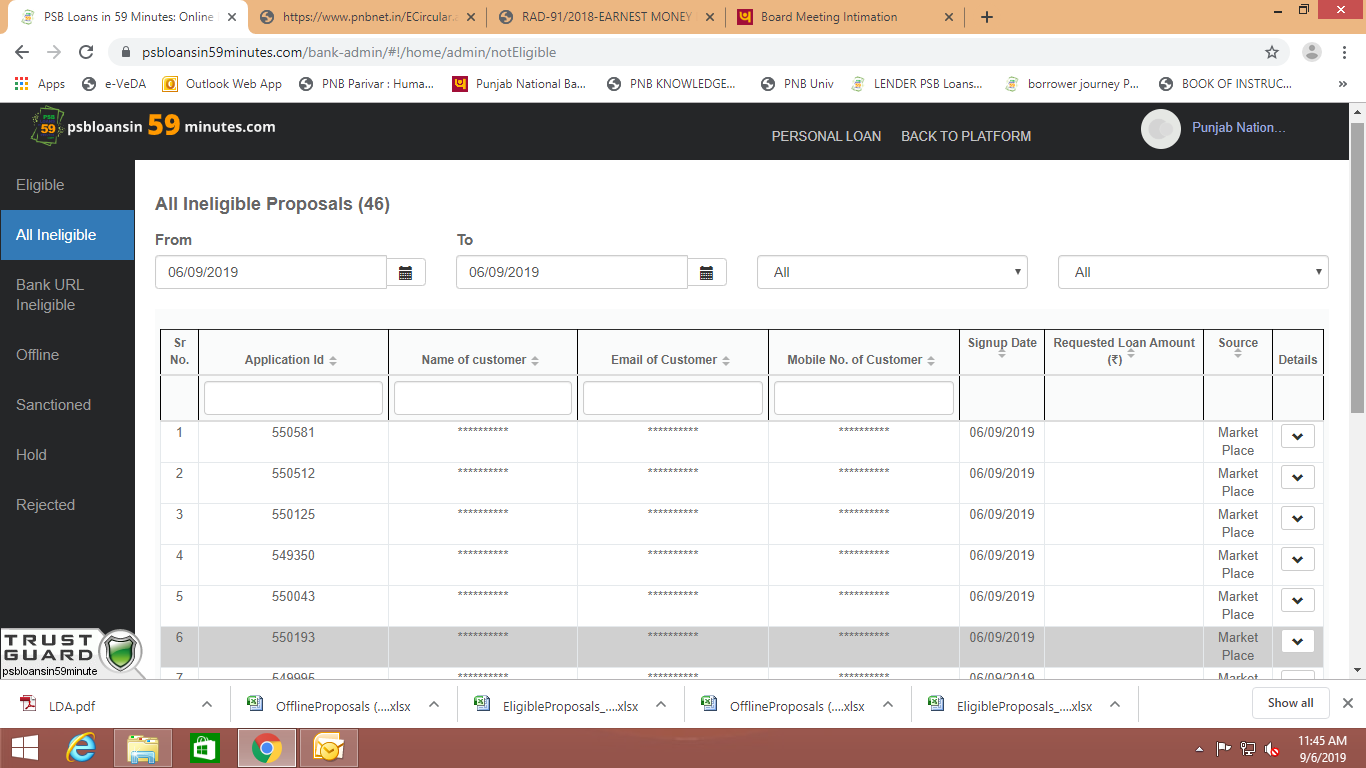 PSB Loans in 59 Minutes: Online
https://www.pnbnet.in/ECircular.a
RAD-91/2018-EARNEST MONEY
Board Meeting Intimation
psbloansin59minutes.com/bank-admin/#!/home/admin/notEligible
Apps e-VeDA Outlook Web App PNB Parivar : Huma... Punjab National Ba... PNB KNOWLEDGE... PNB Univ LENDER PSB Loans... borrower journey P... BOOK OF INSTRUC... »
PSB 59 psbloansin 59 minutes.com
PERSONAL LOAN BACK TO PLATFORM
Punjab Nation...
Eligible
All Ineligible
Bank URL
Ineligible
Offline
Sanctioned
Hold
Rejected
TRUST
GUARD
psbloansin59minute
All Ineligible Proposals (46)
From To
06/09/2019 06/09/2019 All All
Sr No. Application Id Name of customer Email of Customer Mobile No. of Customer Signup Date Requested Loan Amount (₹) Source Details
1 550581 ********** ********** ********** 06/09/2019 Market Place
2 550512 ********** ********** ********** 06/09/2019 Market Place
3 550125 ********** ********** ********** 06/09/2019 Market Place
4 549350 ********** ********** ********** 06/09/2019 Market Place
5 550043 ********** ********** ********** 06/09/2019 Market Place
6 550193 ********** ********** ********** 06/09/2019 Market Place
7 549995 ********** ********** ********** 06/09/2019 Market
LDA.pdf OfflineProposals (....xlsx EligibleProposals_....xlsx OfflineProposals (....xlsx EligibleProposals_....xlsx Show all
11:45 AM
9/6/2019